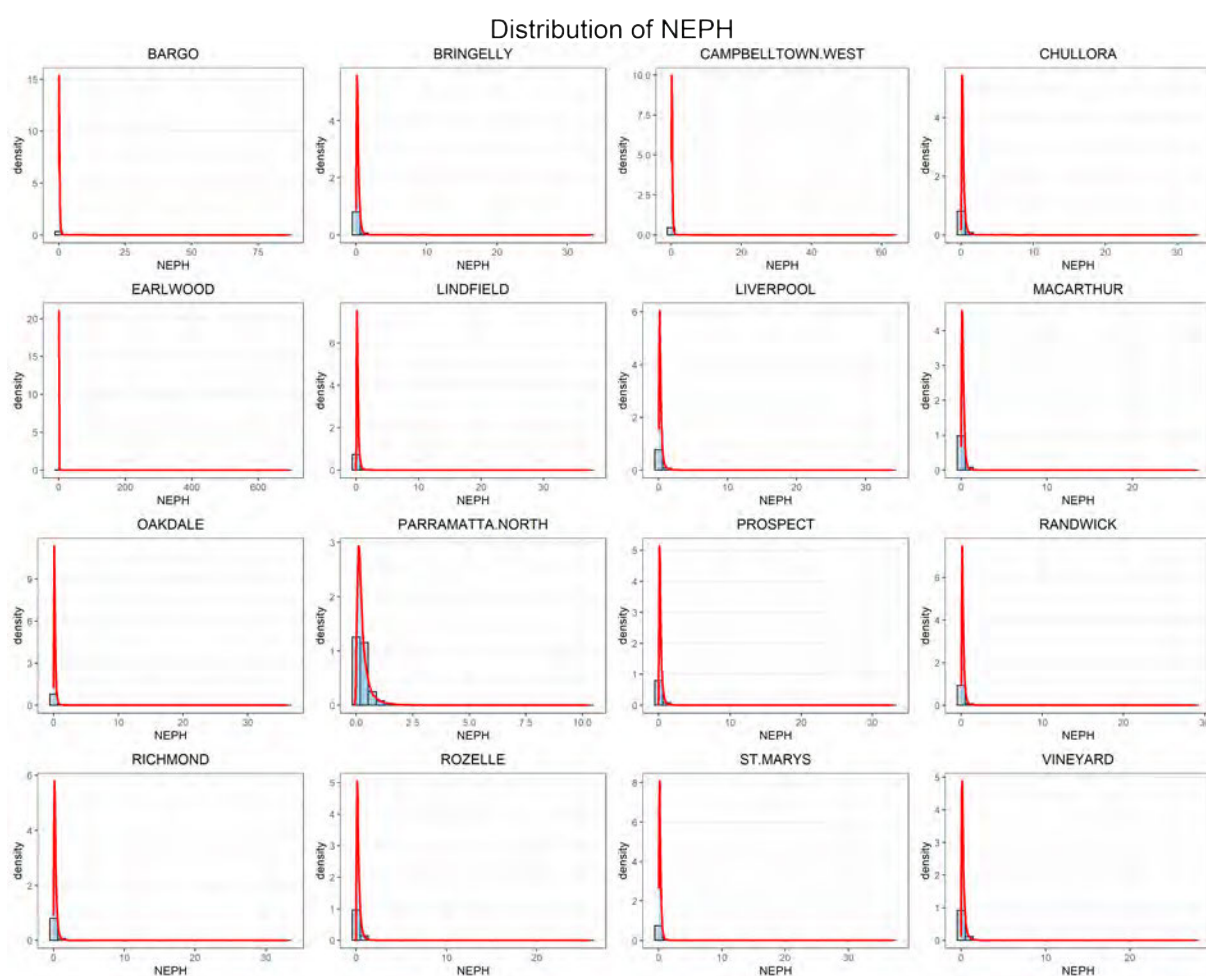 Distribution of NEPH
BARGO
15
10
5
0
density
0 25 50 75
NEPH
BRINGELLY
4
2
0
density
0 10 20 30
NEPH
CAMPBELLTOWN.WEST
10.0
7.5
5.0
2.5
0.0
density
0 20 40 60
NEPH
CHULLORA
4
2
0
density
0 10 20 30
NEPH
EARLWOOD
20
15
10
5
0
density
0 200 400 600
NEPH
LINDFIELD
6
4
2
0
density
0 10 20 30
NEPH
LIVERPOOL
6
4
2
0
density
0 10 20 30
NEPH
MACARTHUR
4
3
2
1
0
density
0 10 20
NEPH
OAKDALE
9
6
3
0
density
0 10 20 30
NEPH
PARRAMATTA.NORTH
3
2
1
0
density
0.0 2.5 5.0 7.5 10.0
NEPH
PROSPECT
5
4
3
2
1
0
density
0 10 20 30
NEPH
RANDWICK
6
4
2
0
density
0 10 20 30
NEPH
RICHMOND
6
4
2
0
density
0 10 20 30
NEPH
ROZELLE
5
4
3
2
1
0
density
0 10 20
NEPH
ST.MARYS
8
6
4
2
0
density
0 10 20 30
NEPH
VINEYARD
5
4
3
2
1
0
density
0 10 20
NEPH